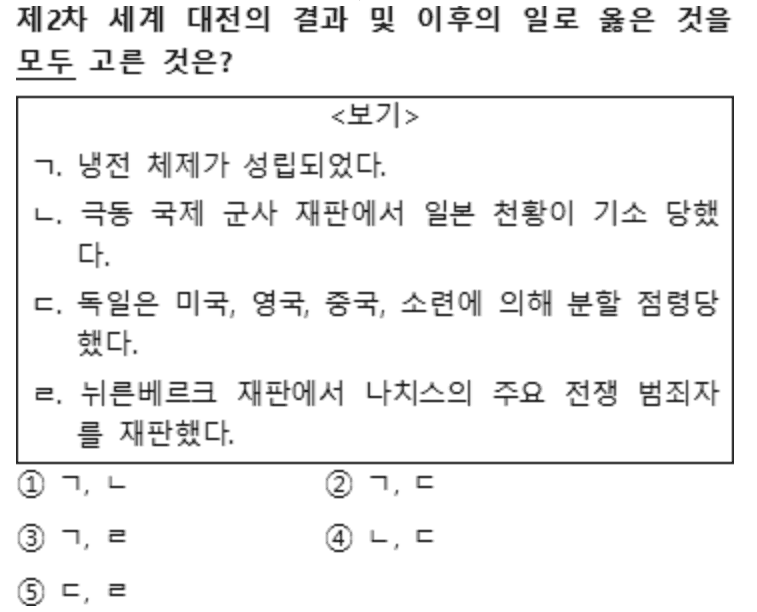 제2차 세계 대전의 결과 및 이후의 일로 옳은 것을
모두 고른 것은?
<보기>
ㄱ. 냉전 체제가 성립되었다.
ㄴ. 극동 국제 군사 재판에서 일본 천황이 기소 당했
다.
ㄷ. 독일은 미국, 영국, 중국, 소련에 의해 분할 점령당
했다.
ㄹ. 뉘른베르크 재판에서 나치스의 주요 전쟁 범죄자
를 재판했다.
① ㄱ, ㄴ ② ㄱ, ㄷ
③ ㄱ, ㄹ ④ ㄴ, ㄷ
⑤ ㄷ, ㄹ